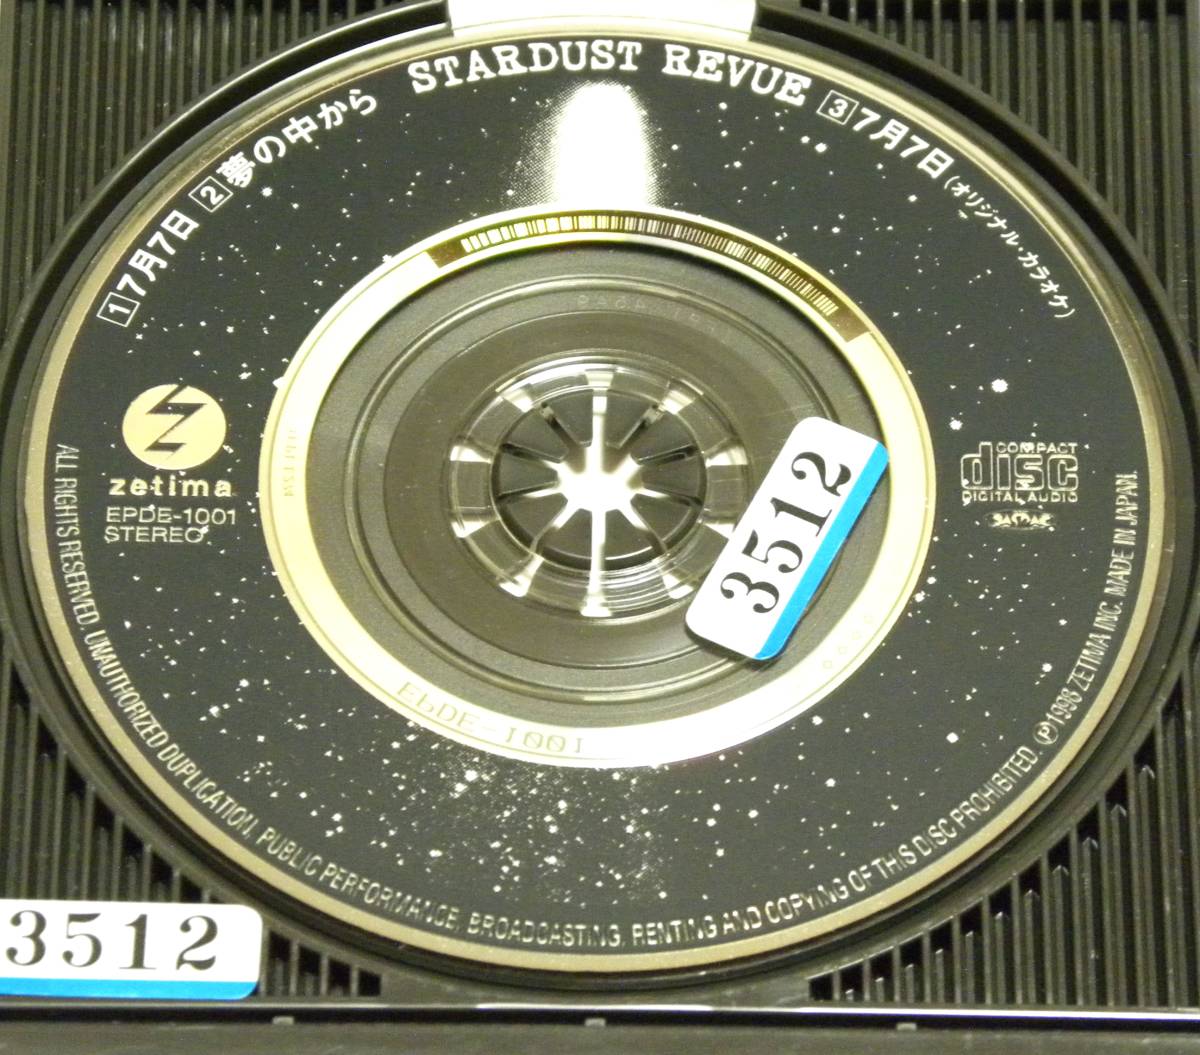 STARDUST REVUE
1 7月7日 2 夢の中から
3 7月7日 (オリジナル・カラオケ)
zetima
EPDE-1001
STEREO
COMPACT
disc
DIGITAL AUDIO
3512
EPDE-1001
ALL RIGHTS RESERVED. UNAUTHORIZED DUPLICATION, PUBLIC PERFORMANCE, BROADCASTING, RENTING AND COPYING OF THIS DISC PROHIBITED. Ⓟ1998 ZETIMA INC. MADE IN JAPAN.
3512